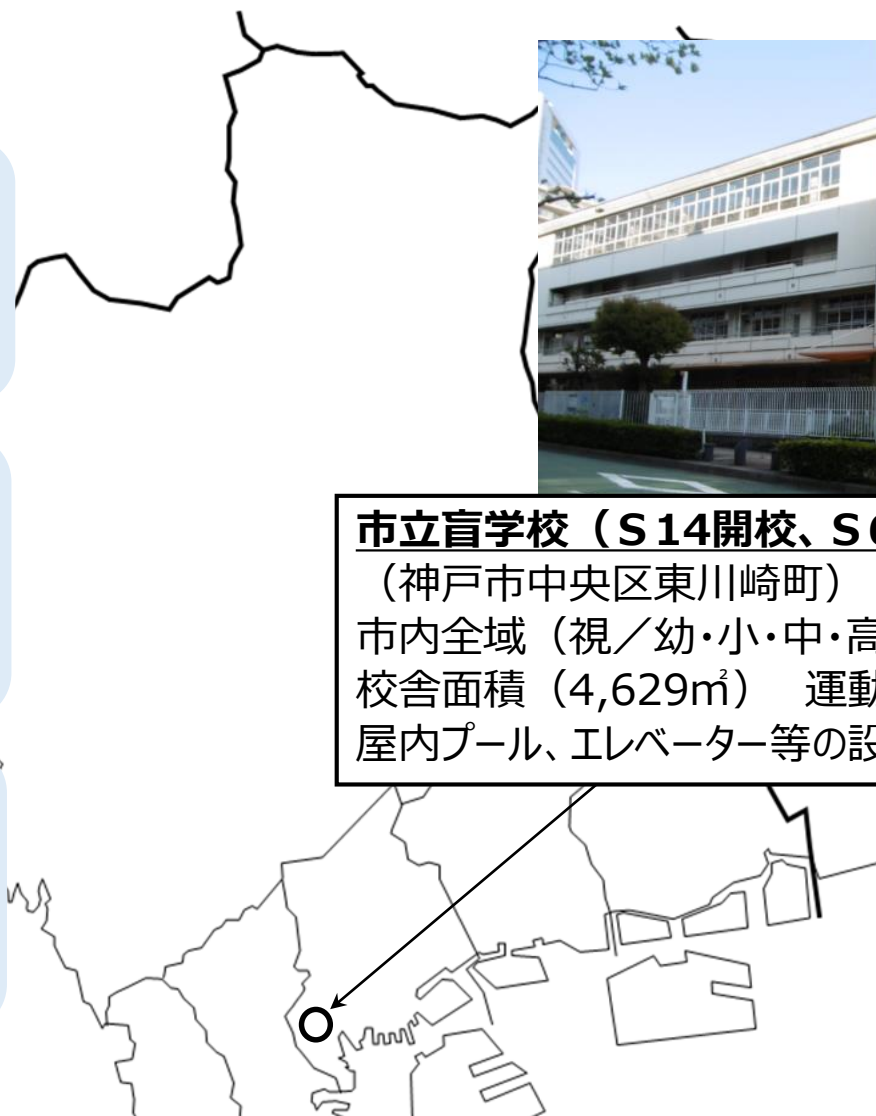 市立盲学校（Ｓ14開校、Ｓ
（神戸市中央区東川崎町）
市内全域（視／幼・小・中・高
校舎面積（4,629㎡）　運動
屋内プール、エレベーター等の設